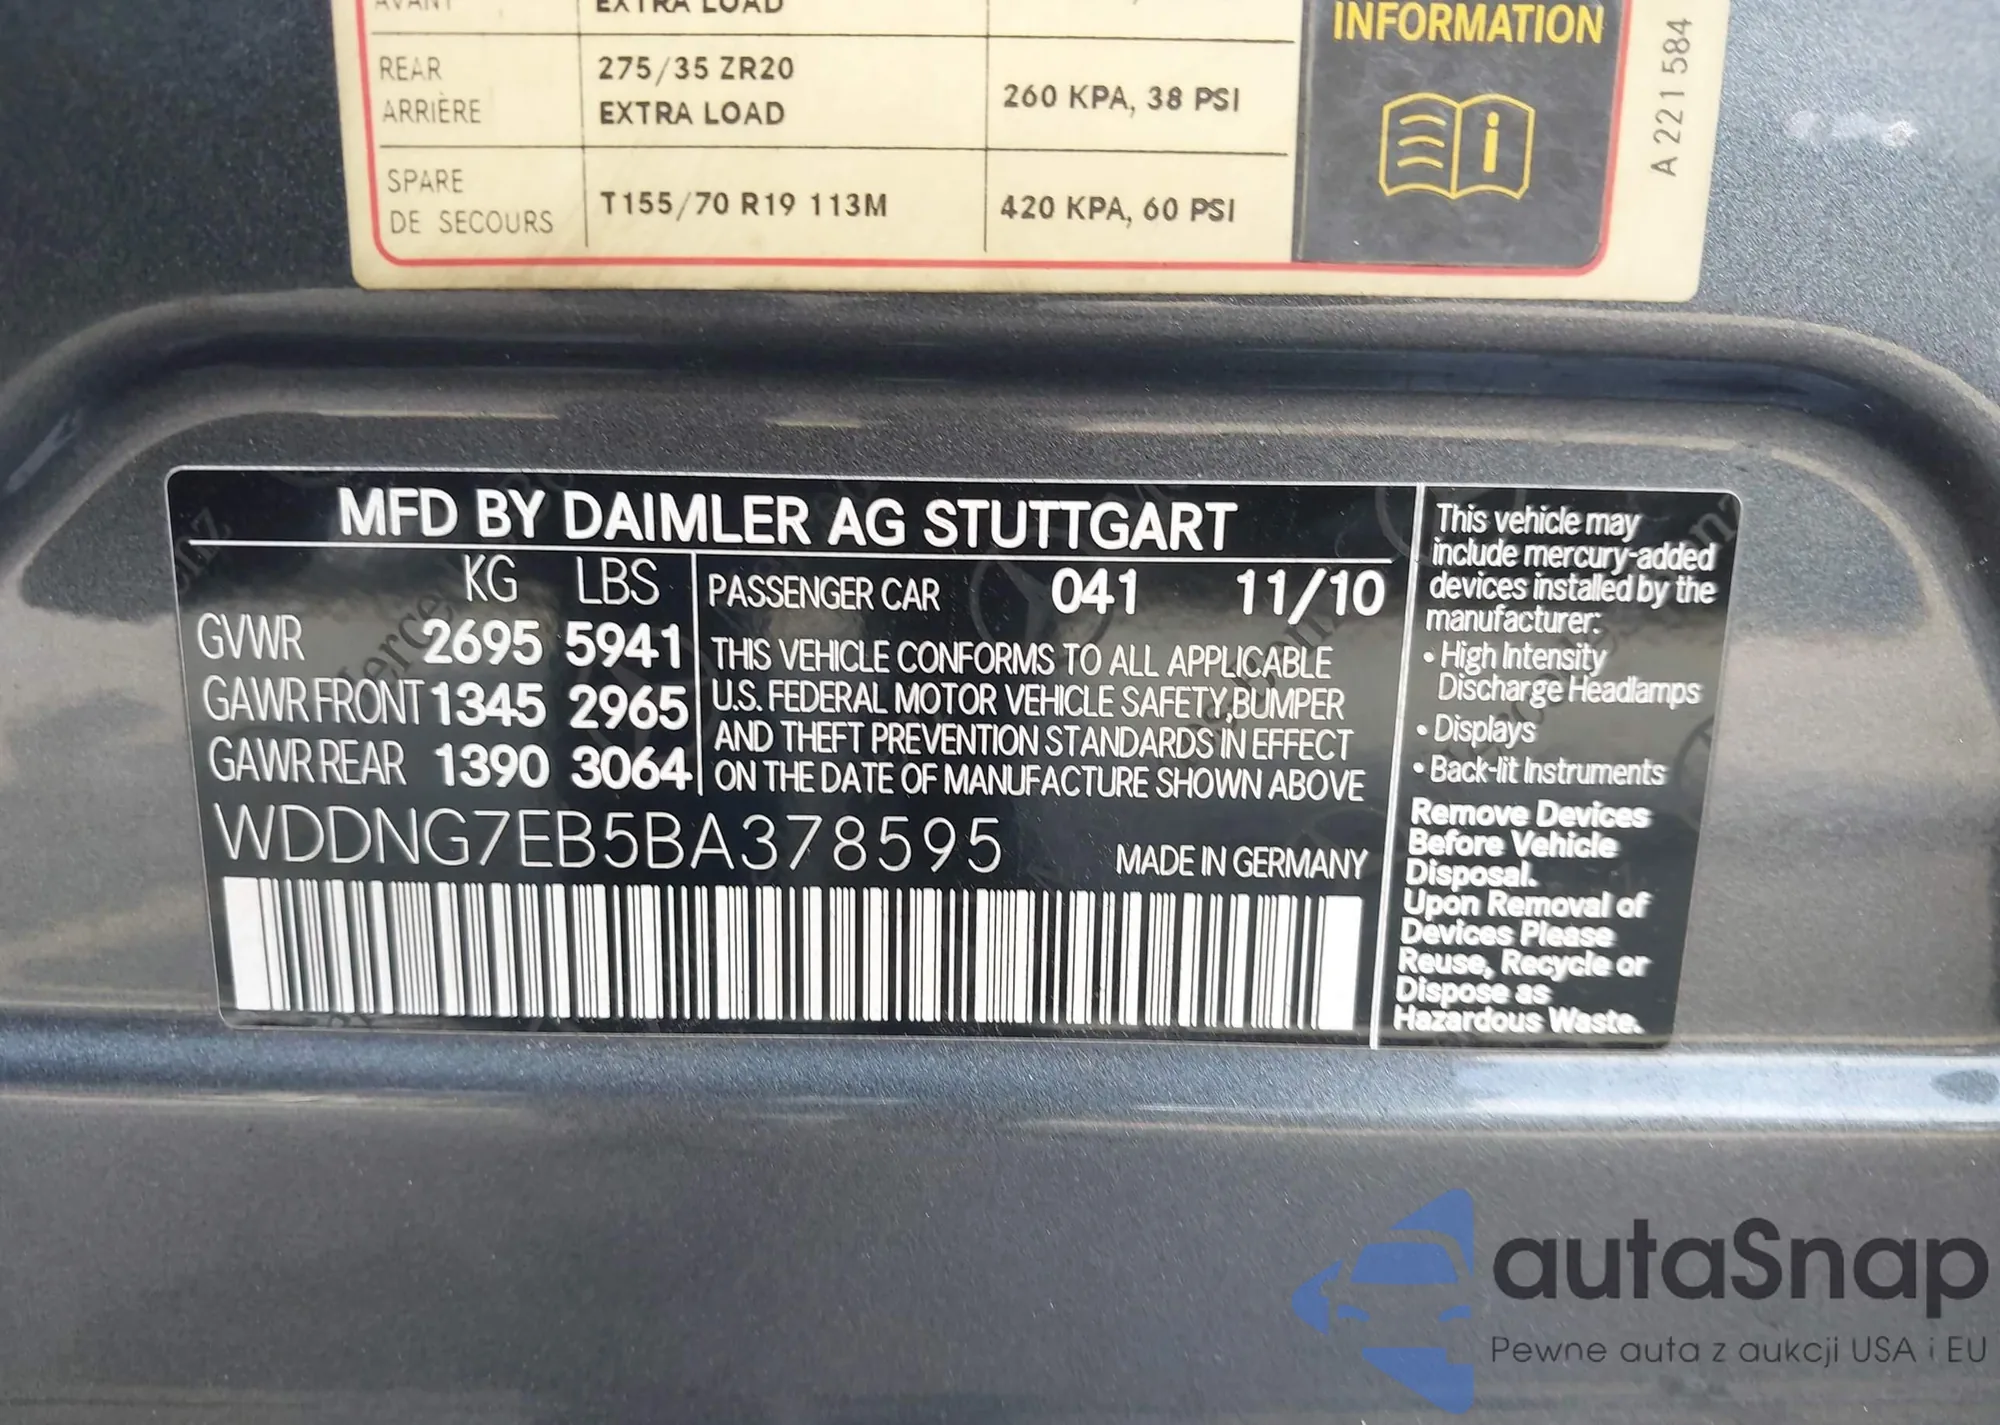 AVANT EXTRA LOAD
INFORMATION
REAR 275/35 ZR20
ARRIÈRE EXTRA LOAD 260 KPA, 38 PSI
SPARE
DE SECOURS T155/70 R19 113M 420 KPA, 60 PSI
A 221 584
MFD BY DAIMLER AG STUTTGART
KG LBS
GVWR 2695 5941
GAWR FRONT 1345 2965
GAWR REAR 1390 3064
PASSENGER CAR 041 11/10
THIS VEHICLE CONFORMS TO ALL APPLICABLE
U.S. FEDERAL MOTOR VEHICLE SAFETY, BUMPER
AND THEFT PREVENTION STANDARDS IN EFFECT
ON THE DATE OF MANUFACTURE SHOWN ABOVE
WDDNG7EB5BA378595
MADE IN GERMANY
This vehicle may
include mercury-added
devices installed by the
manufacturer:
• High Intensity
Discharge Headlamps
• Displays
• Back-lit Instruments
Remove Devices
Before Vehicle
Disposal.
Upon Removal of
Devices Please
Reuse, Recycle or
Dispose as
Hazardous Waste.
autaSnap
Pewne auta z aukcji USA i EU